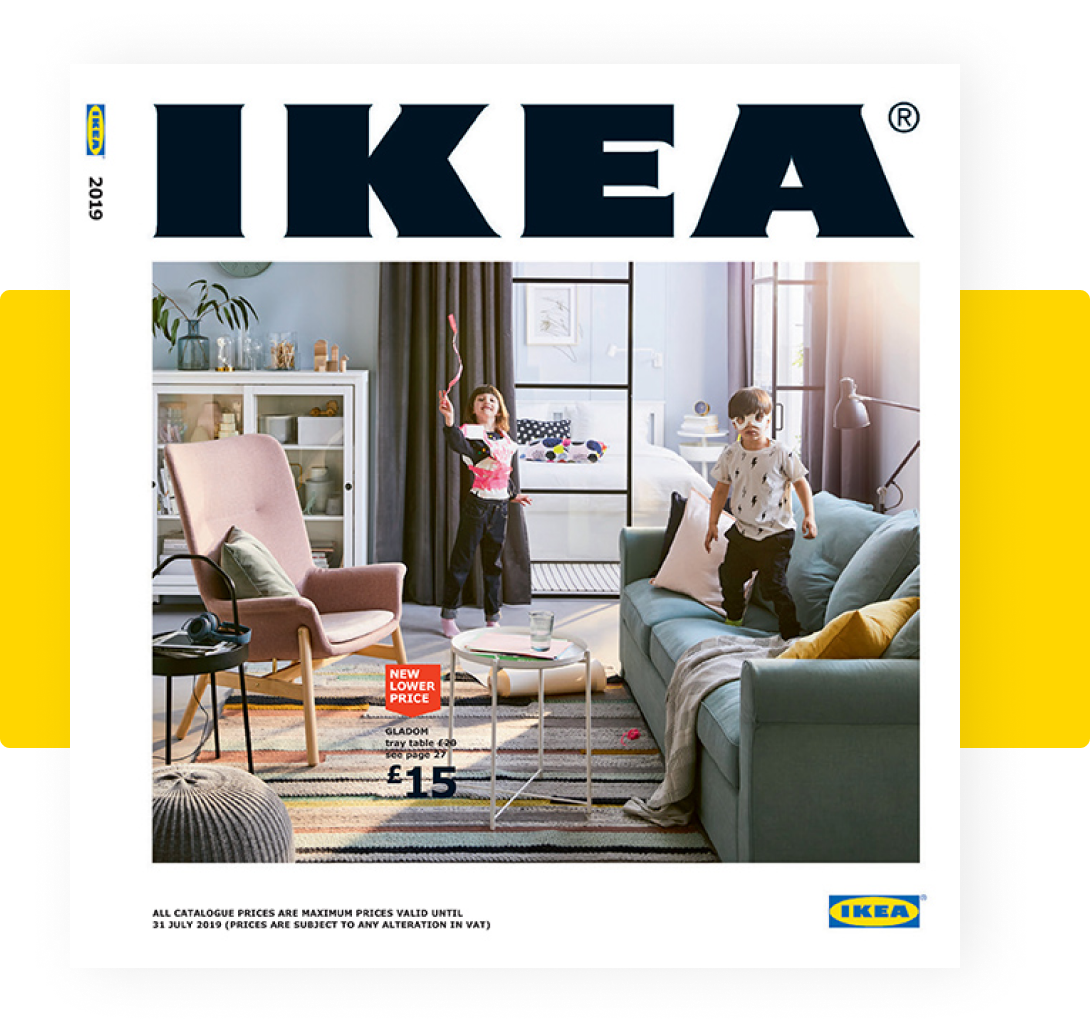 IKEA®
IKEA
2019
NEW
LOWER
PRICE
GLADOM
tray table £20
see page 27
£15
ALL CATALOGUE PRICES ARE MAXIMUM PRICES VALID UNTIL
31 JULY 2019 (PRICES ARE SUBJECT TO ANY ALTERATION IN VAT)
IKEA®